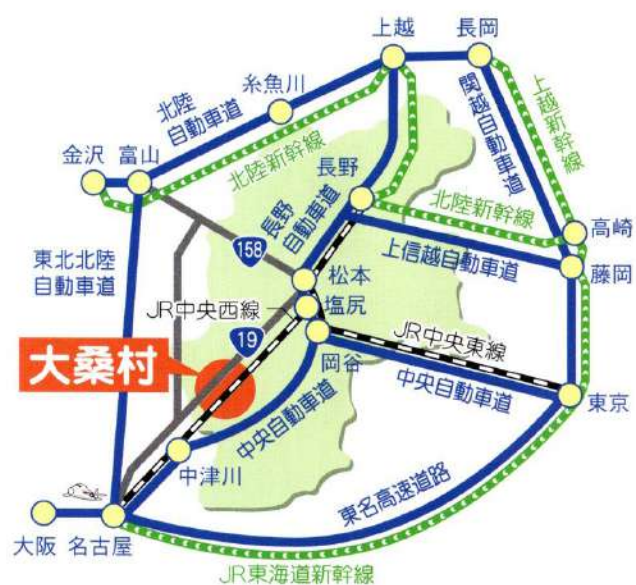 上越
長岡
糸魚川
北陸
自動車道
関越自動車道
上越新幹線
金沢
富山
北陸新幹線
長野
長野
自動車道
北陸新幹線
高崎
158
上信越自動車道
藤岡
東北北陸
自動車道
松本
JR中央西線
塩尻
19
JR中央東線
大桑村
岡谷
中央自動車道
中央自動車道
東京
中津川
東名高速道路
大阪
名古屋
JR東海道新幹線